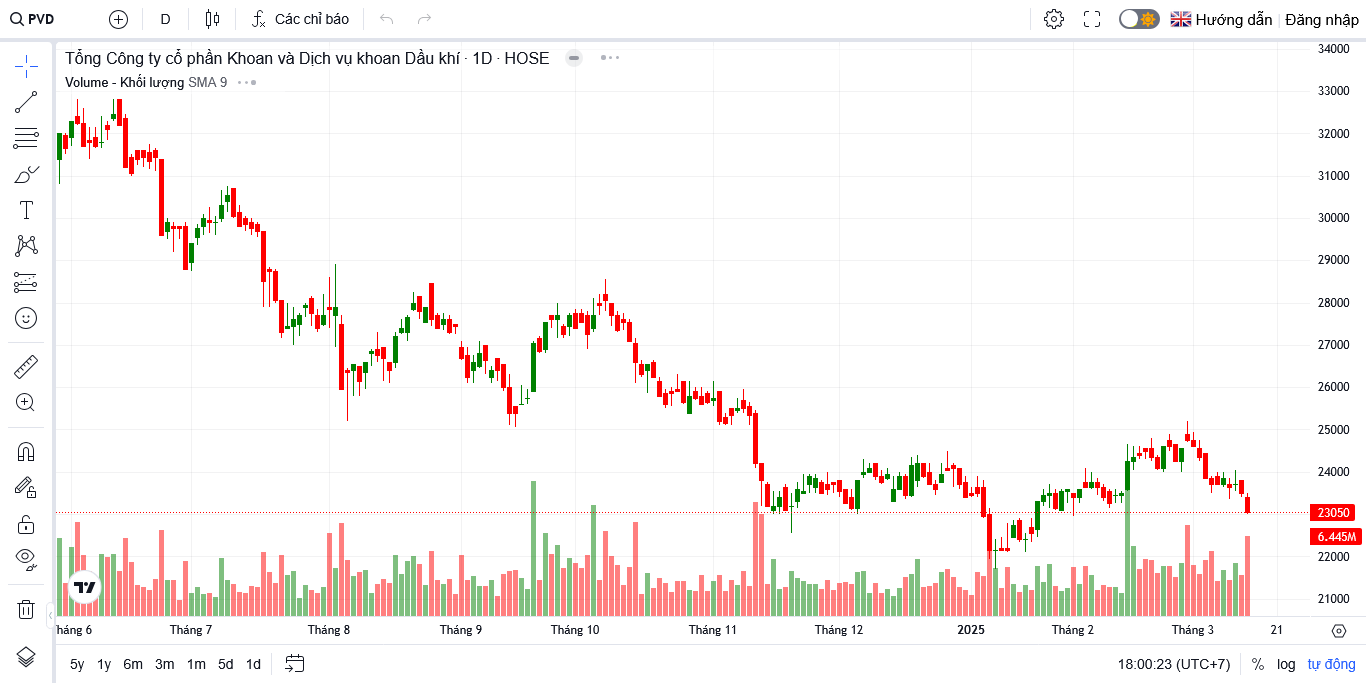 PVD D Các chỉ báo Hướng dẫn Đăng nhập
Tổng Công ty cổ phần Khoan và Dịch vụ khoan Dầu khí · 1D · HOSE
Volume - Khối lượng SMA 9
34000
33000
32000
31000
30000
29000
28000
27000
26000
25000
24000
23050
6.445M
22000
21000
háng 6 Tháng 7 Tháng 8 Tháng 9 Tháng 10 Tháng 11 Tháng 12 2025 Tháng 2 Tháng 3 21
5y 1y 6m 3m 1m 5d 1d 18:00:23 (UTC+7) % log tự động